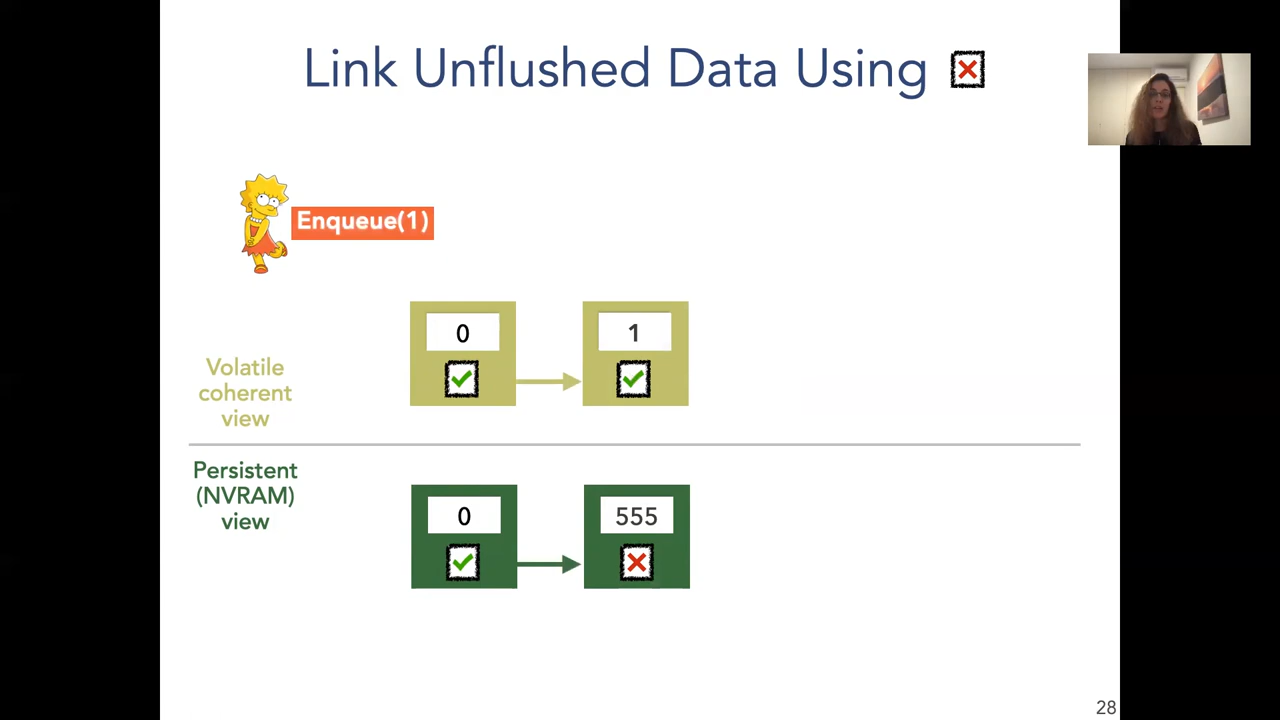 Link Unflushed Data Using
Enqueue(1)
0
1
Volatile
coherent
view
Persistent
(NVRAM)
view
0
555
28